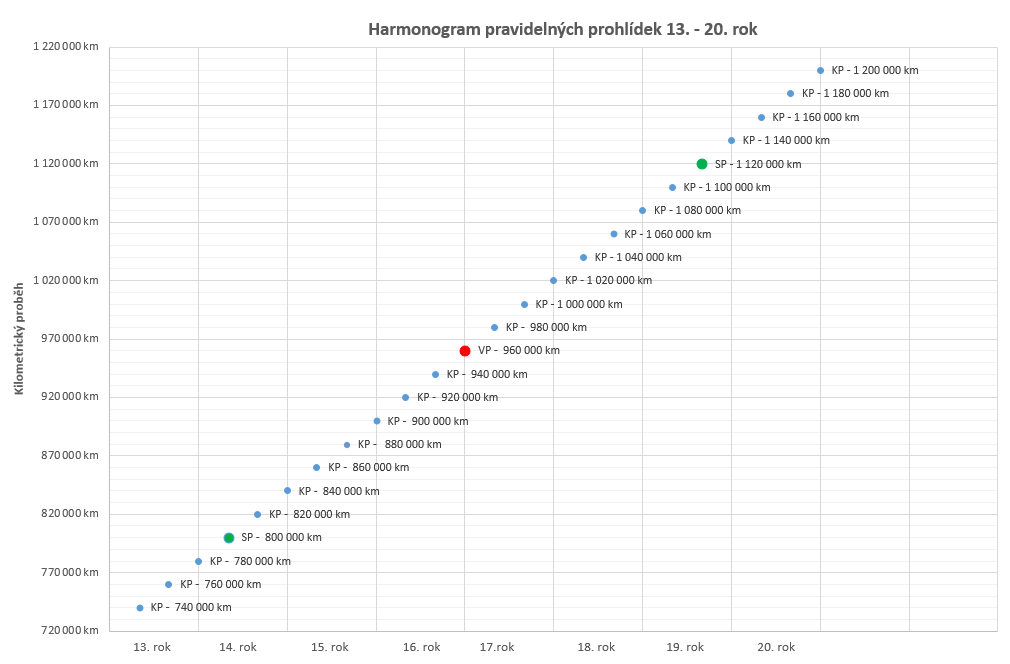 Harmonogram pravidelných prohlídek 13. - 20. rok
Kilometrický proběh
1 220 000 km
1 170 000 km
1 120 000 km
1 070 000 km
1 020 000 km
970 000 km
920 000 km
870 000 km
820 000 km
770 000 km
720 000 km
KP - 1 200 000 km
KP - 1 180 000 km
KP - 1 160 000 km
KP - 1 140 000 km
SP - 1 120 000 km
KP - 1 100 000 km
KP - 1 080 000 km
KP - 1 060 000 km
KP - 1 040 000 km
KP - 1 020 000 km
KP - 1 000 000 km
KP - 980 000 km
VP - 960 000 km
KP - 940 000 km
KP - 920 000 km
KP - 900 000 km
KP - 880 000 km
KP - 860 000 km
KP - 840 000 km
KP - 820 000 km
SP - 800 000 km
KP - 780 000 km
KP - 760 000 km
KP - 740 000 km
13. rok 14. rok 15. rok 16. rok 17.rok 18. rok 19. rok 20. rok